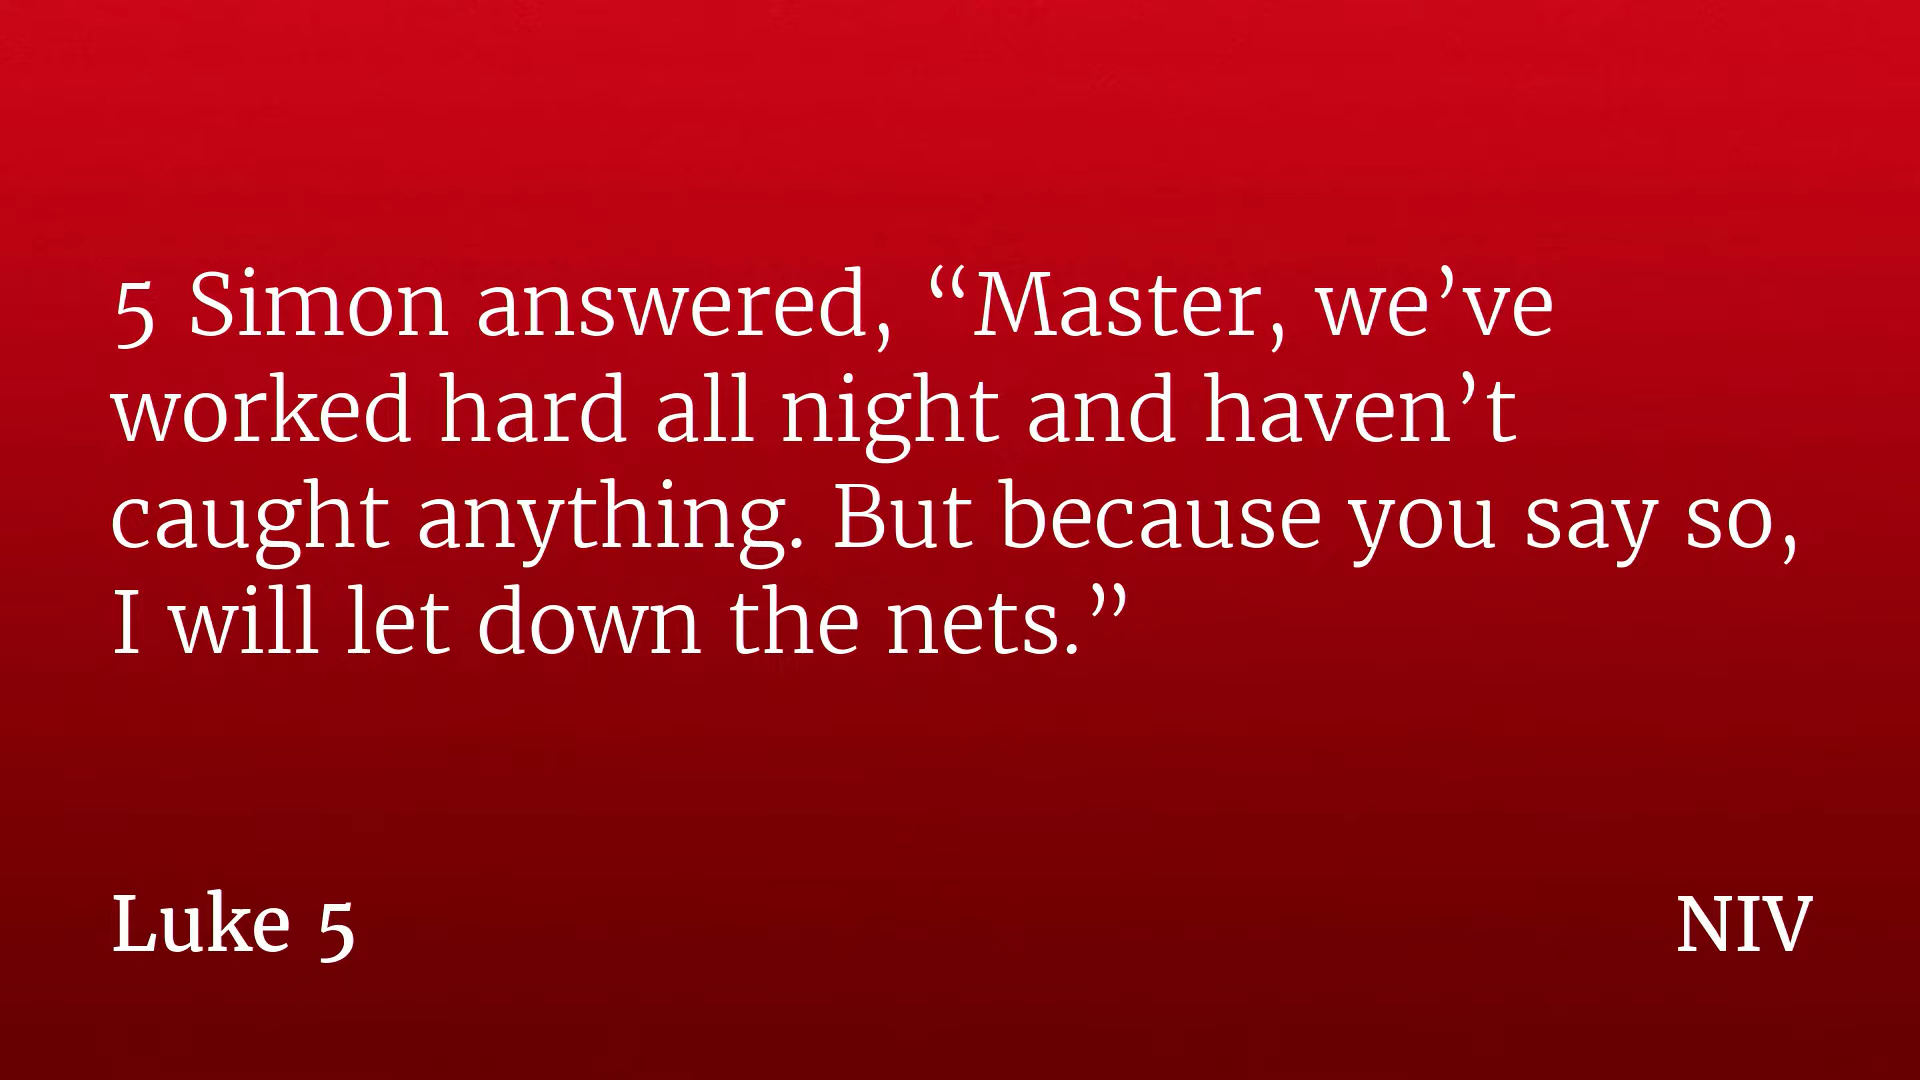 5 Simon answered, “Master, we’ve
worked hard all night and haven’t
caught anything. But because you say so,
I will let down the nets.”
Luke 5
NIV